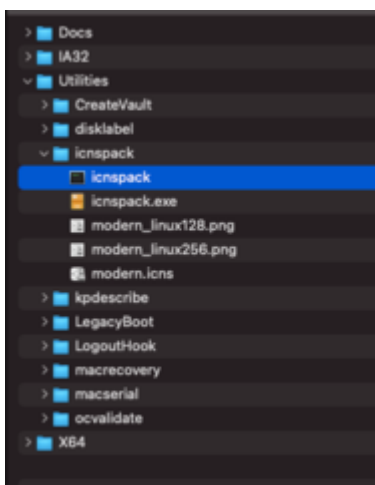 Docs
IA32
Utilities
CreateVault
disklabel
icnspack
icnspack
icnspack.exe
modern_linux128.png
modern_linux256.png
modern.icns
kpdescribe
LegacyBoot
LogoutHook
macrecovery
macserial
ocvalidate
X64